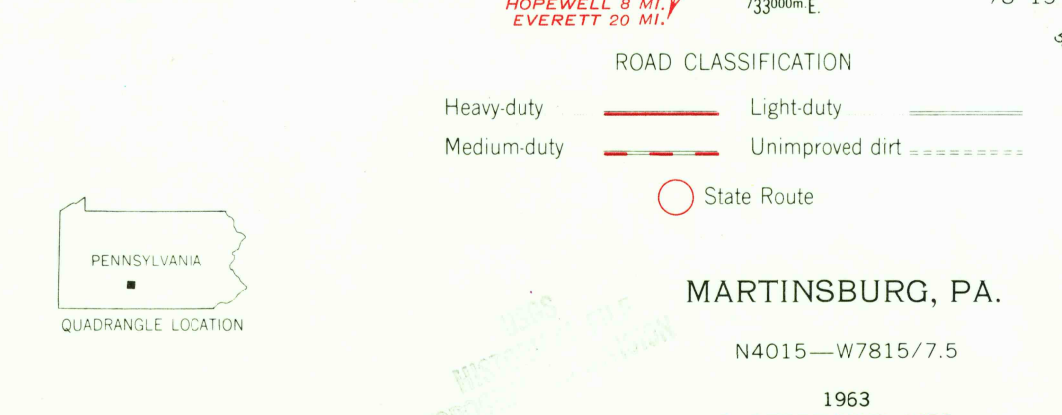 HOPEWELL 8 MI.
EVERETT 20 MI.
733000m.E.
ROAD CLASSIFICATION
Heavy-duty
Light-duty
Medium-duty
Unimproved dirt
State Route
PENNSYLVANIA
QUADRANGLE LOCATION
MARTINSBURG, PA.
N4015—W7815/7.5
1963
USGS